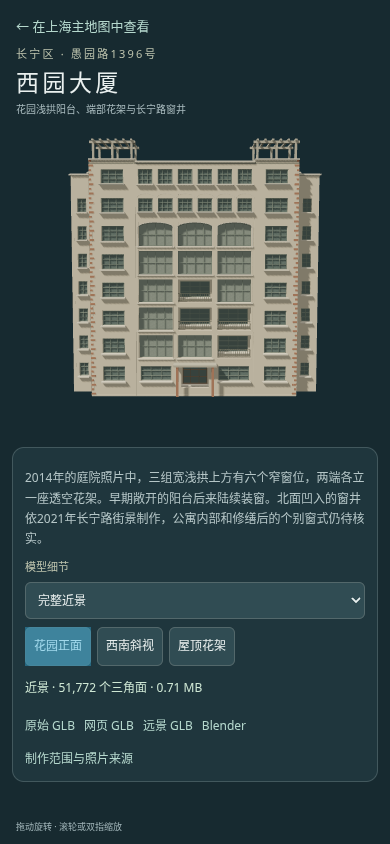 ← 在上海主地图中查看
长宁区 · 愚园路1396号
西园大厦
花园浅拱阳台、端部花架与长宁路窗井
2014年的庭院照片中，三组宽浅拱上方有六个窄窗位，两端各立
一座透空花架。早期敞开的阳台后来陆续装窗。北面凹入的窗井
依2021年长宁路街景制作，公寓内部和修缮后的个别窗式仍待核
实。
模型细节
完整近景
花园正面 西南斜视 屋顶花架
近景 · 51,772 个三角面 · 0.71 MB
原始 GLB 网页 GLB 远景 GLB Blender
制作范围与照片来源
拖动旋转 · 滚轮或双指缩放